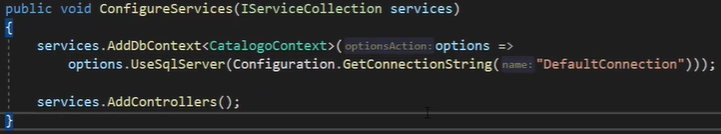 public void ConfigureServices(IServiceCollection services)
{
services.AddDbContext<CatalogoContext>(optionsAction: options =>
options.UseSqlServer(Configuration.GetConnectionString(name: "DefaultConnection")));
services.AddControllers();
}